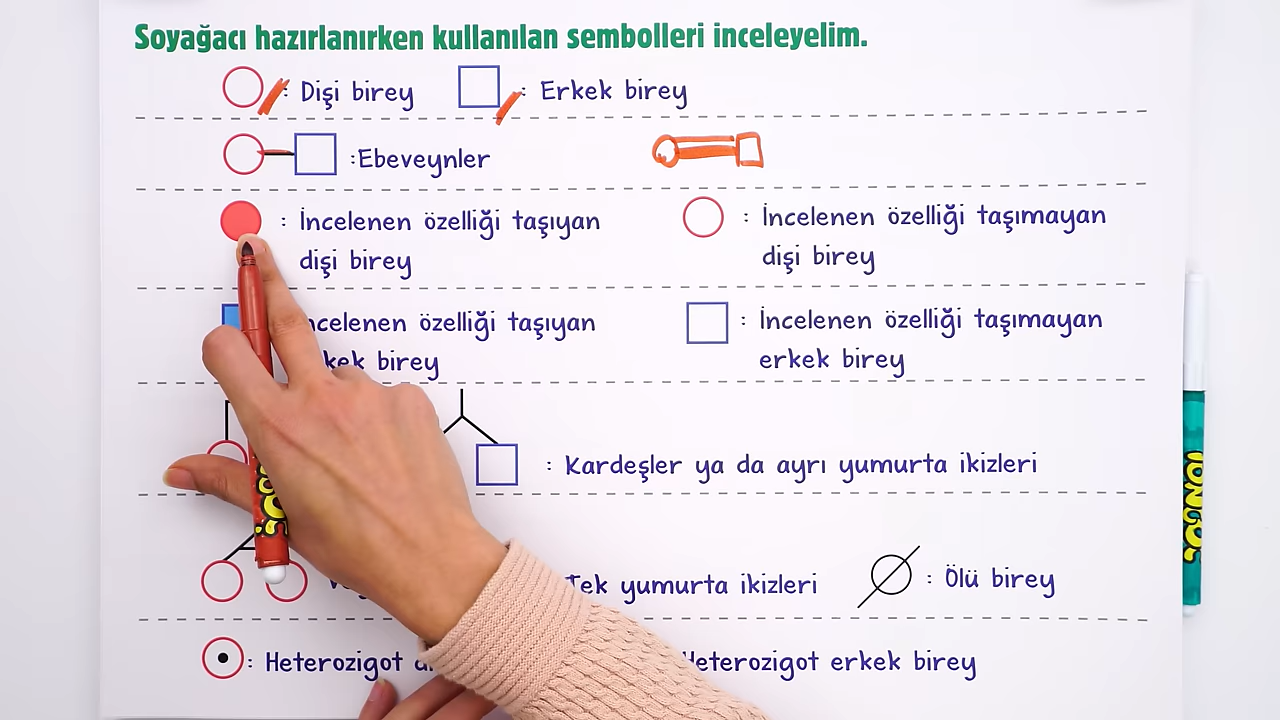 Soyağacı hazırlanırken kullanılan sembolleri inceleyelim.
: Dişi birey : Erkek birey
:Ebeveynler
: İncelenen özelliği taşıyan : İncelenen özelliği taşımayan
dişi birey dişi birey
özelliği taşıyan : İncelenen özelliği taşımayan
birey erkek birey
: Kardeşler ya da ayrı yumurta ikizleri
Tek yumurta ikizleri : Ölü birey
: Heterozigot Heterozigot erkek birey